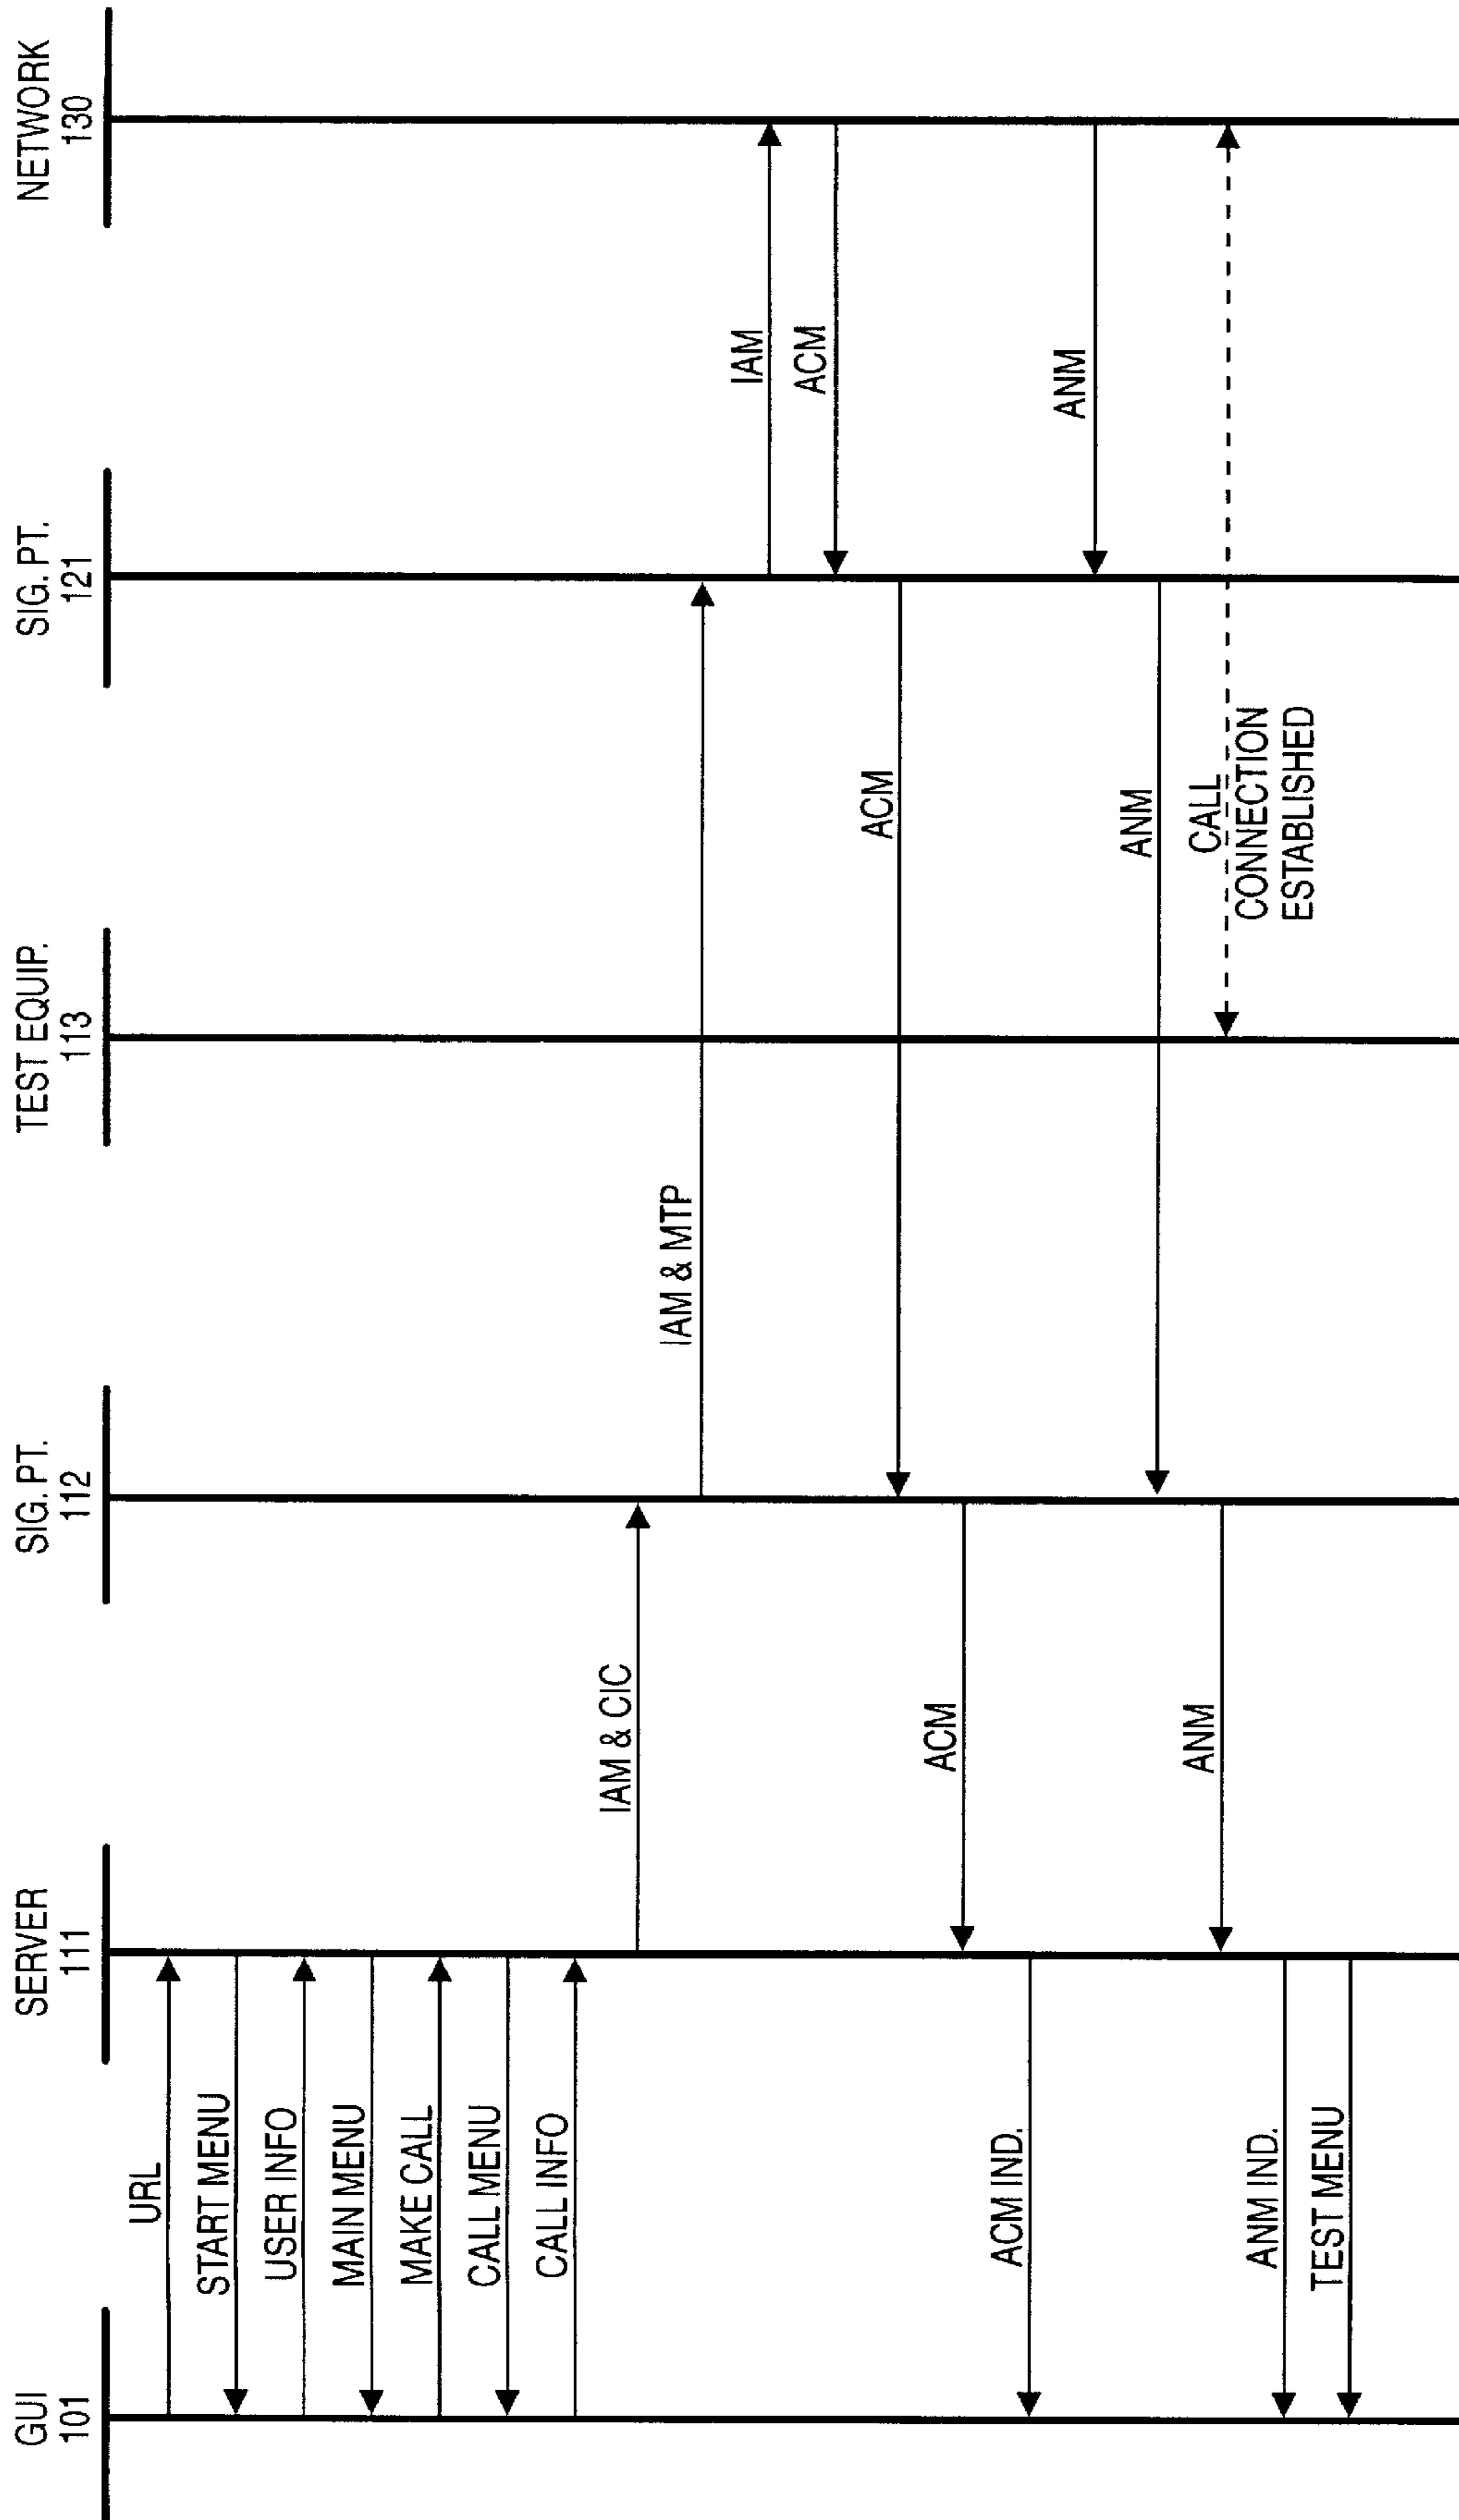 GUI
101
SERVER
111
SIG. PT.
112
TEST EQUIP.
113
SIG. PT.
121
NETWORK
130
URL
START MENU
USER INFO
MAIN MENU
MAKE CALL
CALL MENU
CALL INFO
IAM & CIC
IAM & MTP
IAM
ACM
ACM
ACM
ACM IND.
ANM
ANM
ANM
CALL
CONNECTION
ESTABLISHED
ANM IND.
TEST MENU